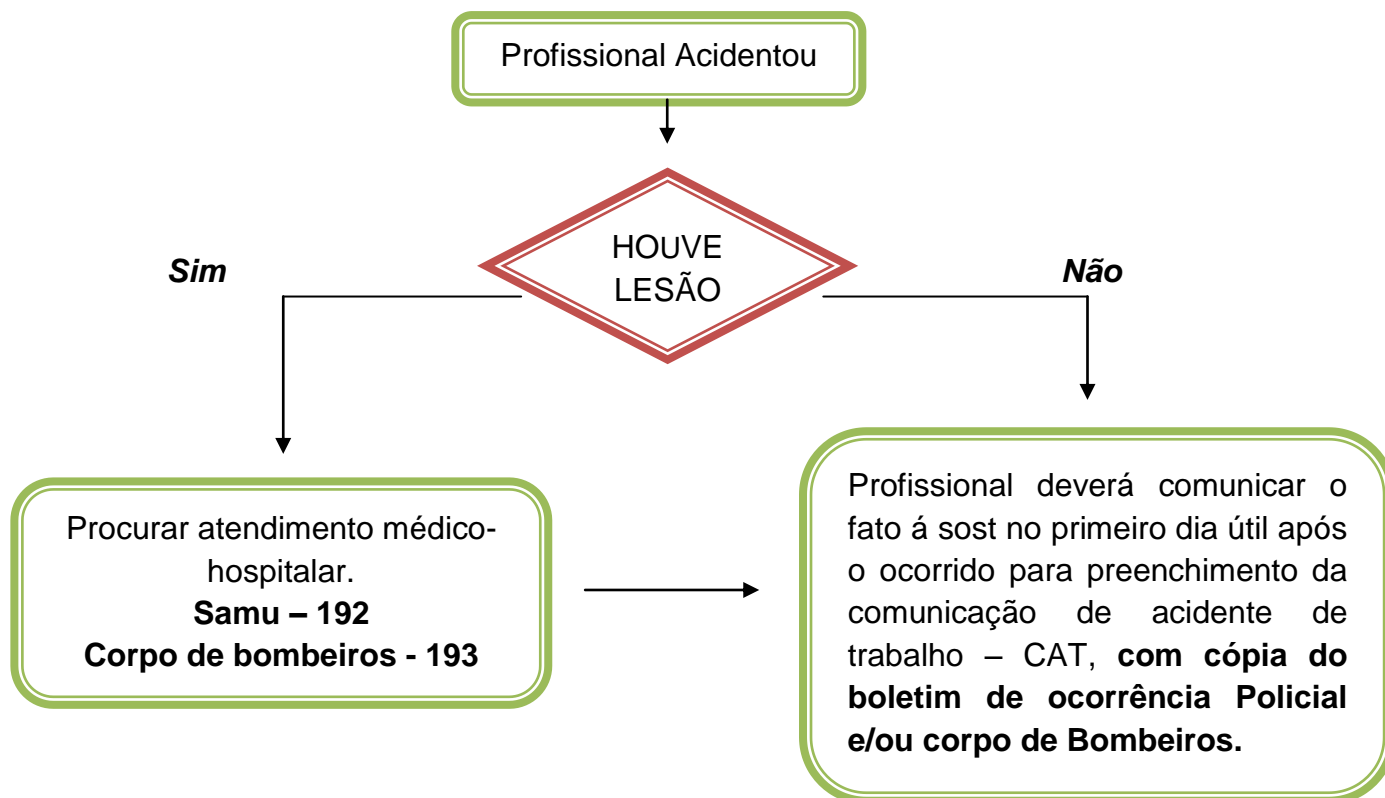 Profissional Acidentou
HOUVE
LESÃO
Sim
Não
Procurar atendimento médico-
hospitalar.
Samu – 192
Corpo de bombeiros - 193
Profissional deverá comunicar o
fato á sost no primeiro dia útil após
o ocorrido para preenchimento da
comunicação de acidente de
trabalho – CAT, com cópia do
boletim de ocorrência Policial
e/ou corpo de Bombeiros.